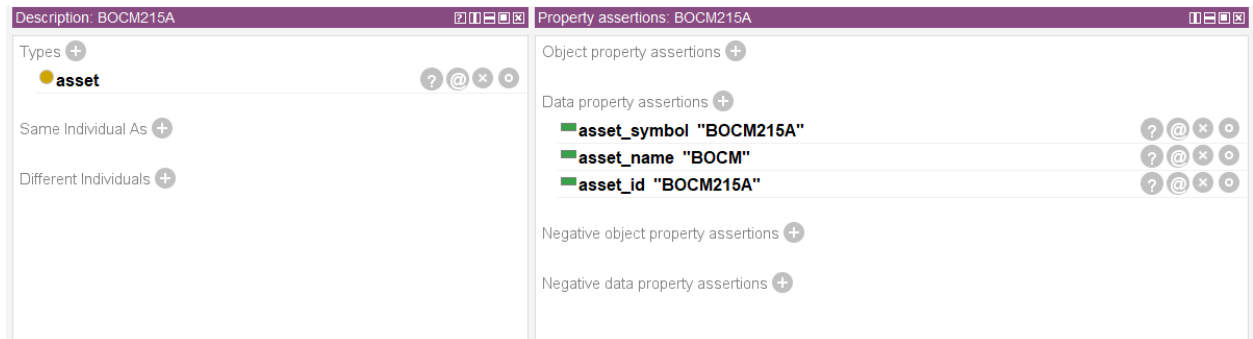 Description: BOCM215A
Types
asset
Same Individual As
Different Individuals
Property assertions: BOCM215A
Object property assertions
Data property assertions
asset_symbol "BOCM215A"
asset_name "BOCM"
asset_id "BOCM215A"
Negative object property assertions
Negative data property assertions